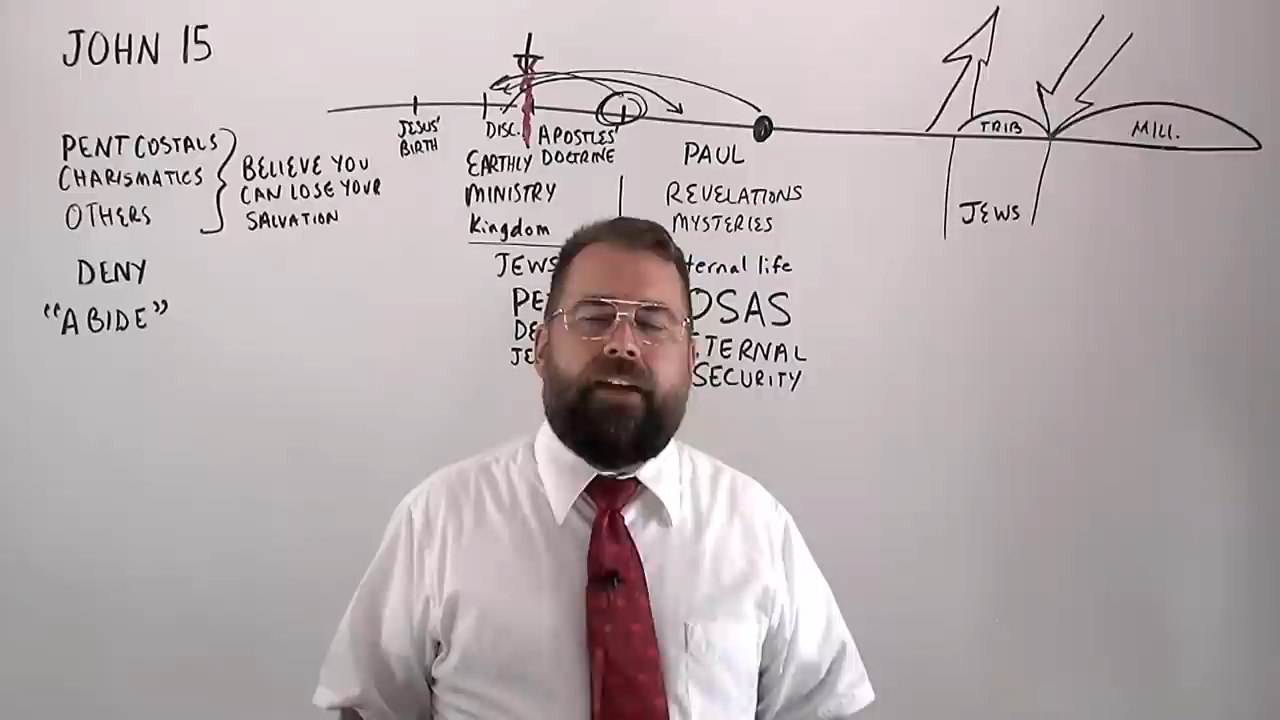 JOHN 15
PENTCOSTALS
CHARISMATICS
OTHERS
BELIEVE YOU
CAN LOSE YOUR
SALVATION
DENY
“ABIDE”
JESUS'
BIRTH
DISC.
EARTHLY
MINISTRY
Kingdom
JEWS
APOSTLES'
DOCTRINE
PAUL
REVELATIONS
MYSTERIES
life
OSAS
SECURITY
TRIB
MILL.
JEWS